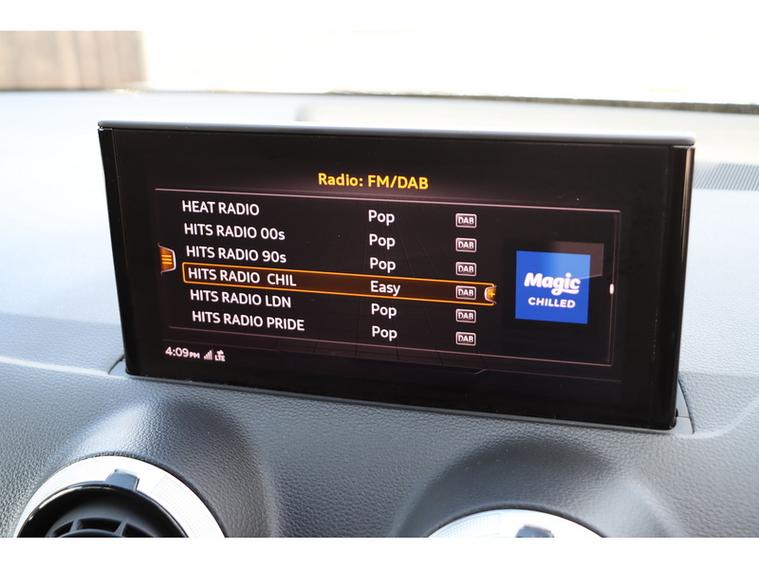 Radio: FM/DAB
HEAT RADIO Pop DAB
HITS RADIO 00s Pop DAB
HITS RADIO 90s Pop DAB
HITS RADIO CHIL Easy DAB
HITS RADIO LDN Pop DAB
HITS RADIO PRIDE Pop DAB
Magic
CHILLED
4:09PM LTE